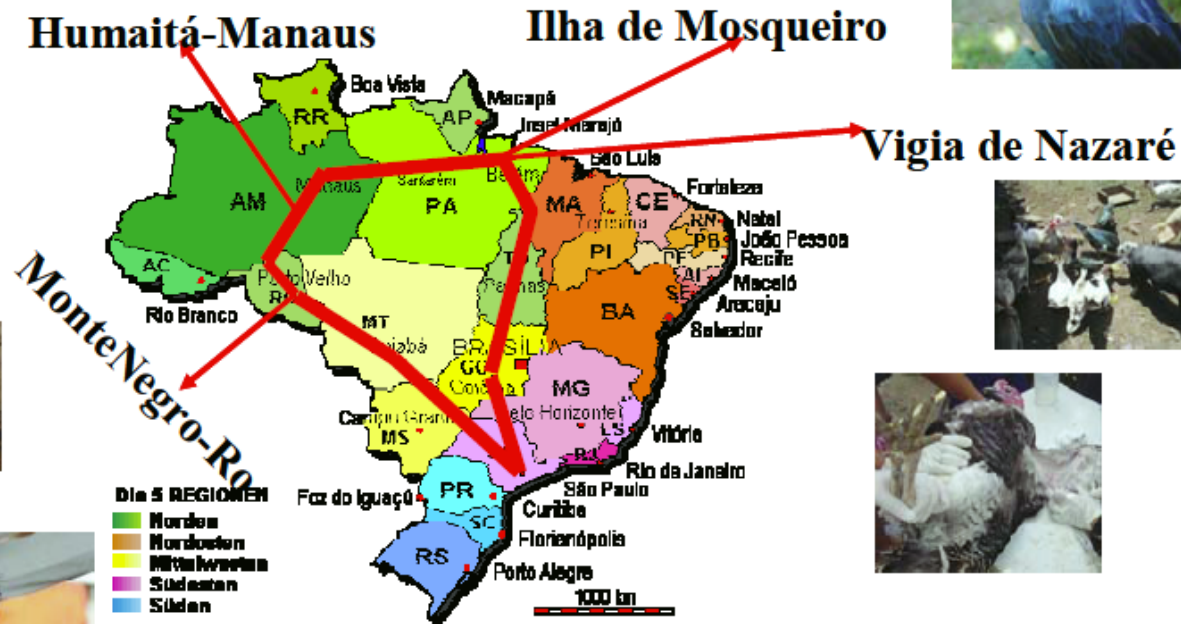 Humaitá-Manaus
Ilha de Mosqueiro
Vigia de Nazaré
MonteNegro-Ro
Boa Vista
RR
Macapá
AP
Insel Marajó
São Luis
Belém
Manaus
Santarém
AM
PA
MA
CE
Fortaleza
Teresina
RN
Natal
PB
João Pessoa
PI
PE
Recife
AL
Maceió
SE
Aracaju
AC
Porto Velho
Rio Branco
TO
Palmas
BA
Salvador
MT
Cuiabá
BRASÍLIA
GO
Goiânia
MG
Belo Horizonte
ES
Vitória
Campo Grande
MS
RJ
Rio de Janeiro
São Paulo
PR
Foz do Iguaçú
Curitiba
SC
Florianópolis
RS
Porto Alegre
Die 5 REGIONEN
Norden
Nordosten
Mittelwesten
Südosten
Süden
1000 km